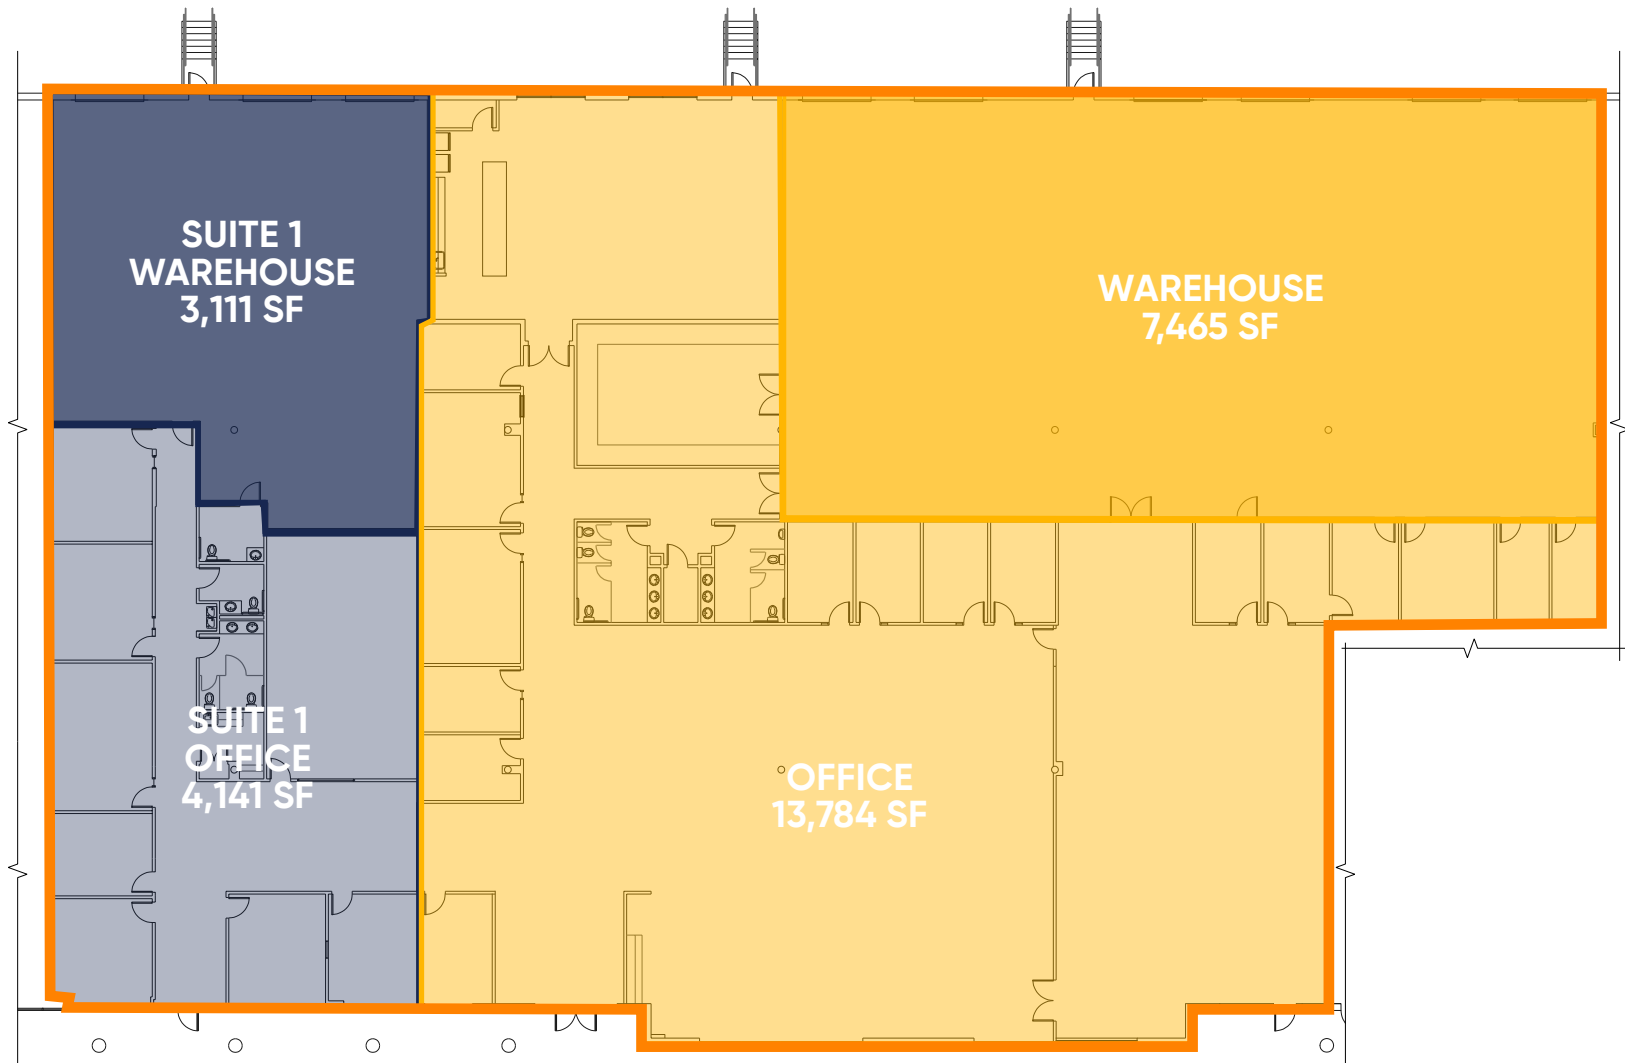 SUITE 1
WAREHOUSE
3,111 SF
WAREHOUSE
7,465 SF
SUITE 1
OFFICE
4,141 SF
OFFICE
13,784 SF